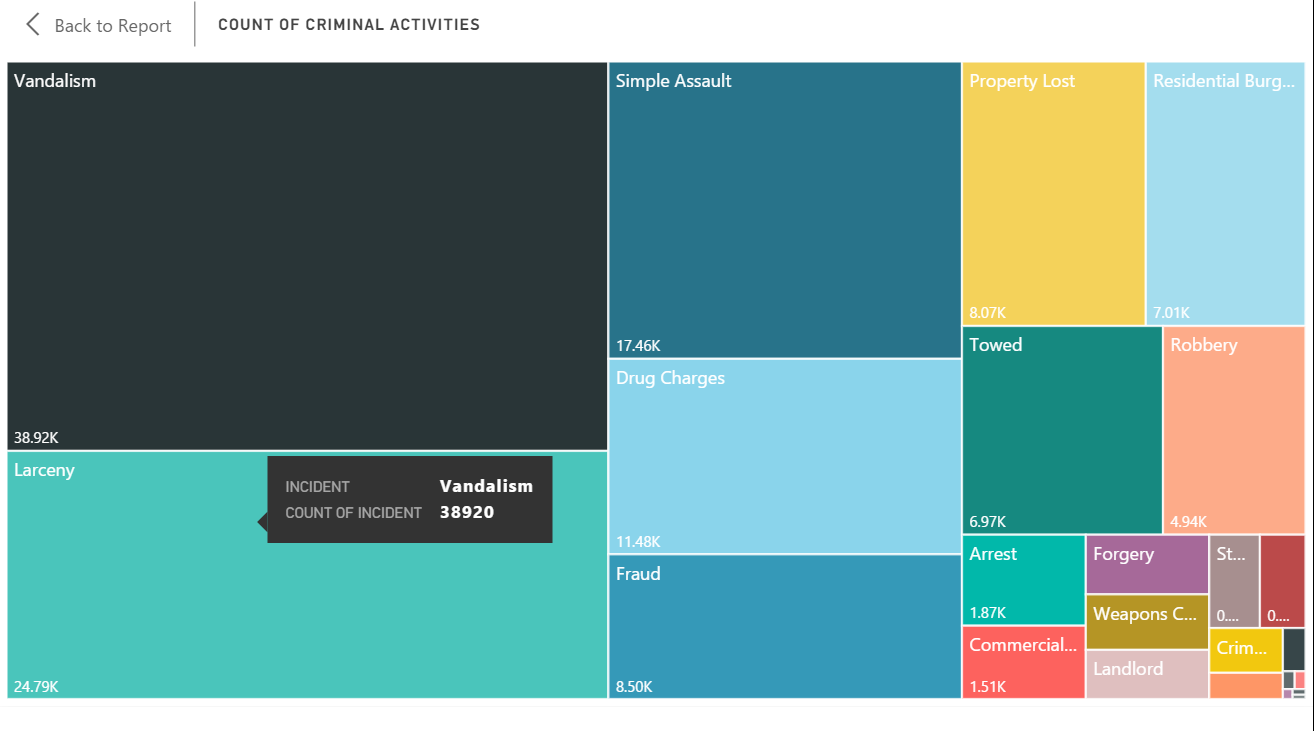 Back to Report
COUNT OF CRIMINAL ACTIVITIES
Vandalism
38.92K
Larceny
24.79K
INCIDENT Vandalism
COUNT OF INCIDENT 38920
Simple Assault
17.46K
Drug Charges
11.48K
Fraud
8.50K
Property Lost
8.07K
Residential Burg...
7.01K
Towed
6.97K
Robbery
4.94K
Arrest
1.87K
Commercial...
1.51K
Forgery
Weapons C...
Landlord
St...
0....
0....
Crim...